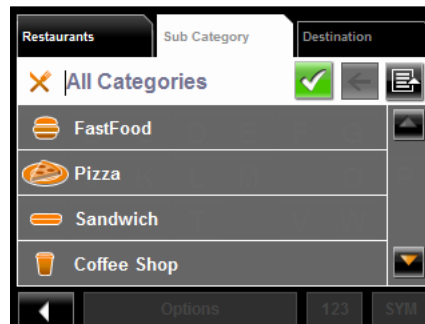 Restaurants Sub Category Destination
All Categories
FastFood
Pizza
Sandwich
Coffee Shop
Options 123 SYM